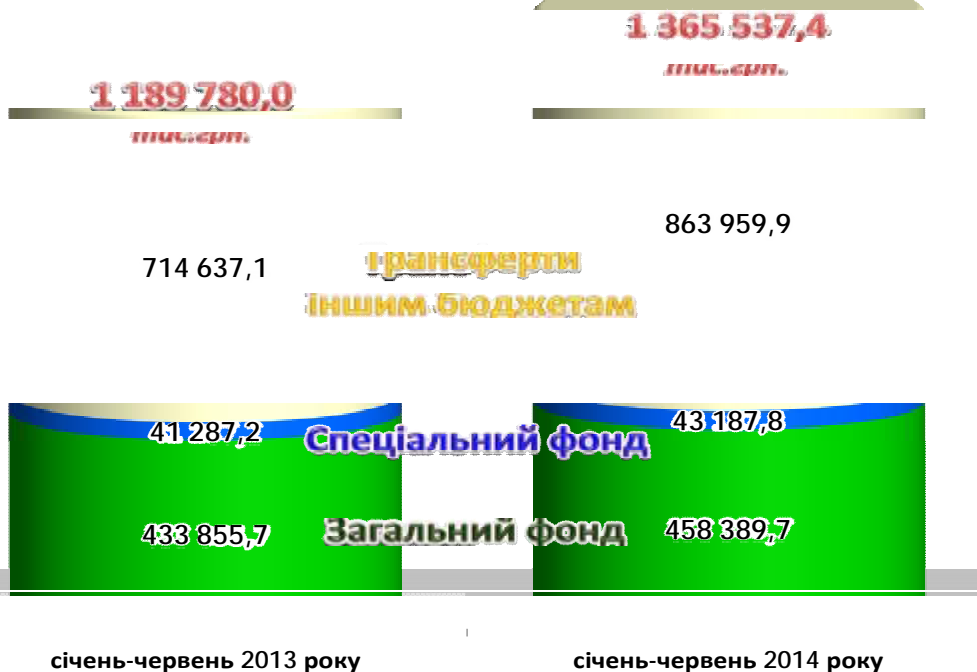 1 365 537,4
тис.грн.
1 189 780,0
тис.грн.
863 959,9
714 637,1
Трансферти
іншим бюджетам
41 287,2
Спеціальний фонд
43 187,8
433 855,7
Загальний фонд
458 389,7
січень-червень 2013 року
січень-червень 2014 року